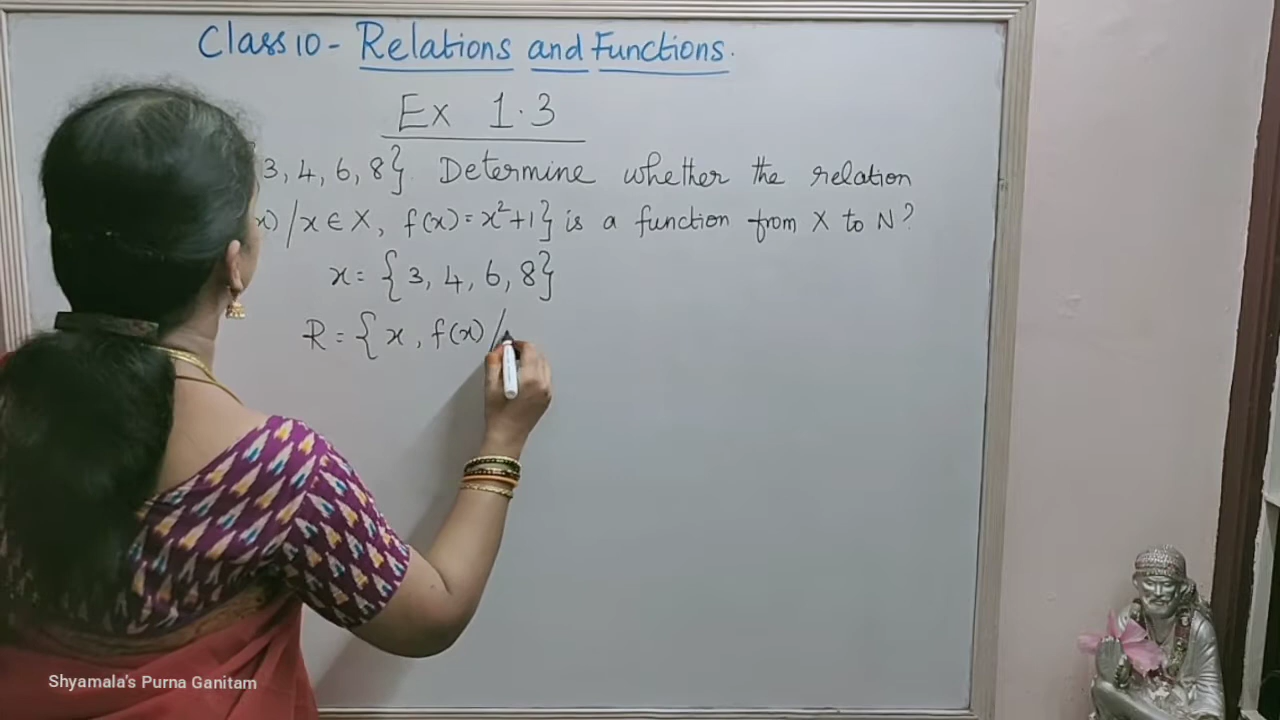 Class 10 - Relations and Functions.
Ex 1.3
3, 4, 6, 8}. Determine whether the relation
x) / x ∈ X, f(x) = x²+1} is a function from X to N?
x = {3, 4, 6, 8}
R = { x , f(x) /
Shyamala's Purna Ganitam